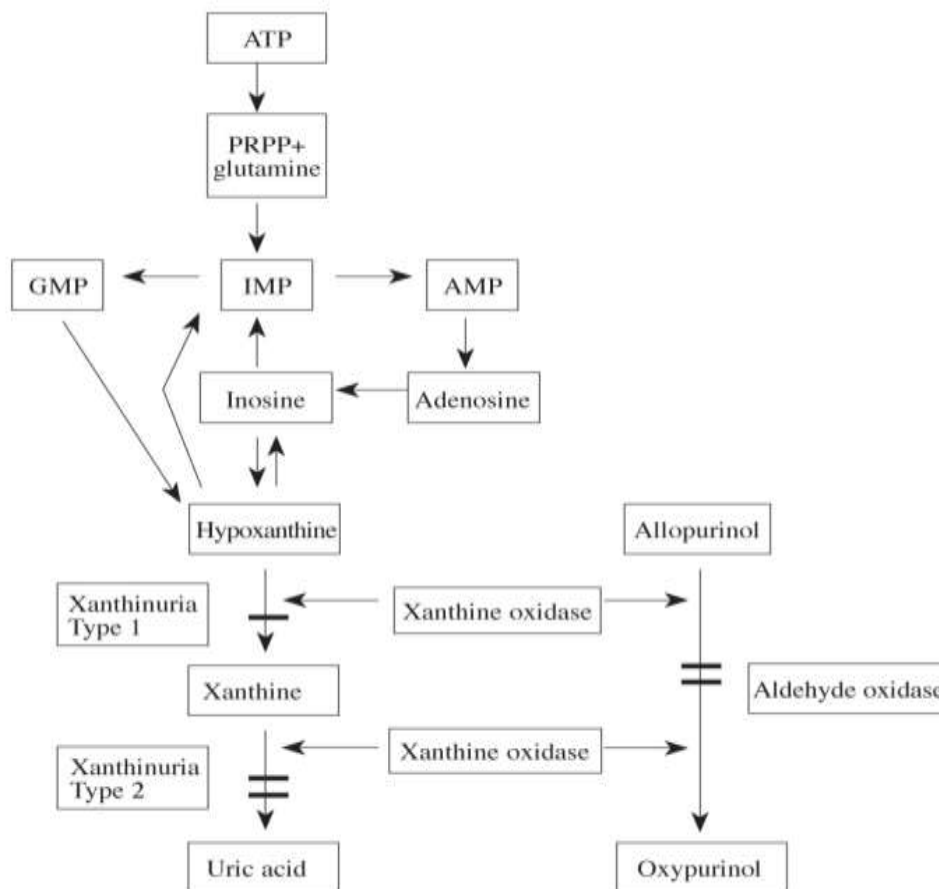 ATP
PRPP+
glutamine
GMP
IMP
AMP
Inosine
Adenosine
Hypoxanthine
Allopurinol
Xanthinuria
Type 1
Xanthine oxidase
Xanthine
Aldehyde oxidase
Xanthinuria
Type 2
Xanthine oxidase
Uric acid
Oxypurinol